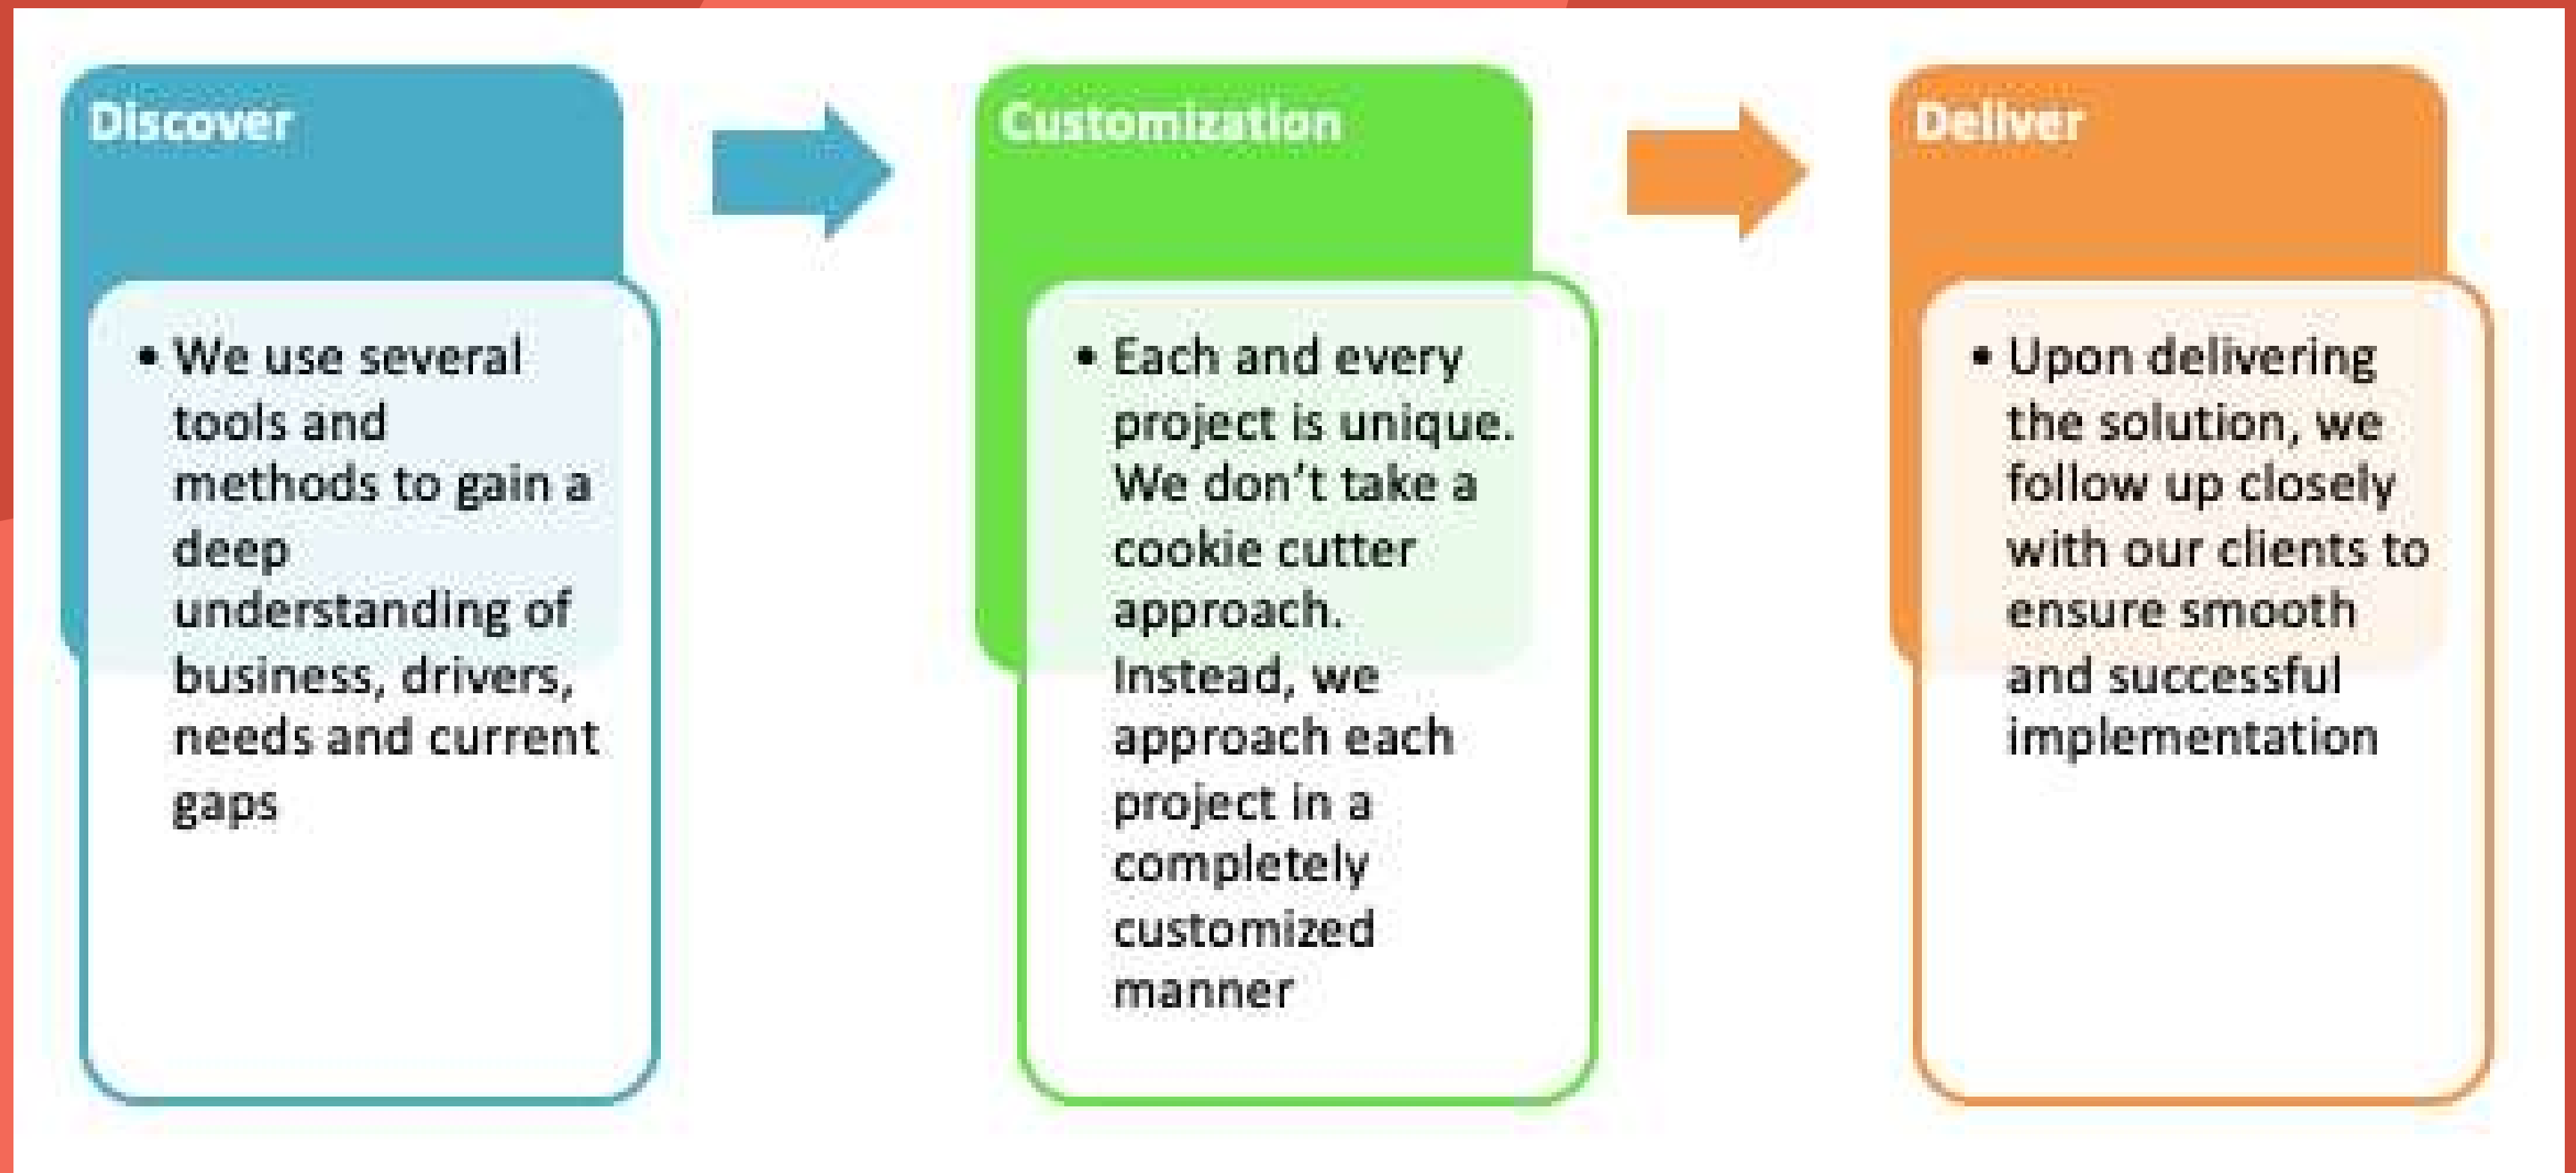 Discover
• We use several
tools and
methods to gain a
deep
understanding of
business, drivers,
needs and current
gaps
Customization
• Each and every
project is unique.
We don’t take a
cookie cutter
approach.
Instead, we
approach each
project in a
completely
customized
manner
Deliver
• Upon delivering
the solution, we
follow up closely
with our clients to
ensure smooth
and successful
implementation